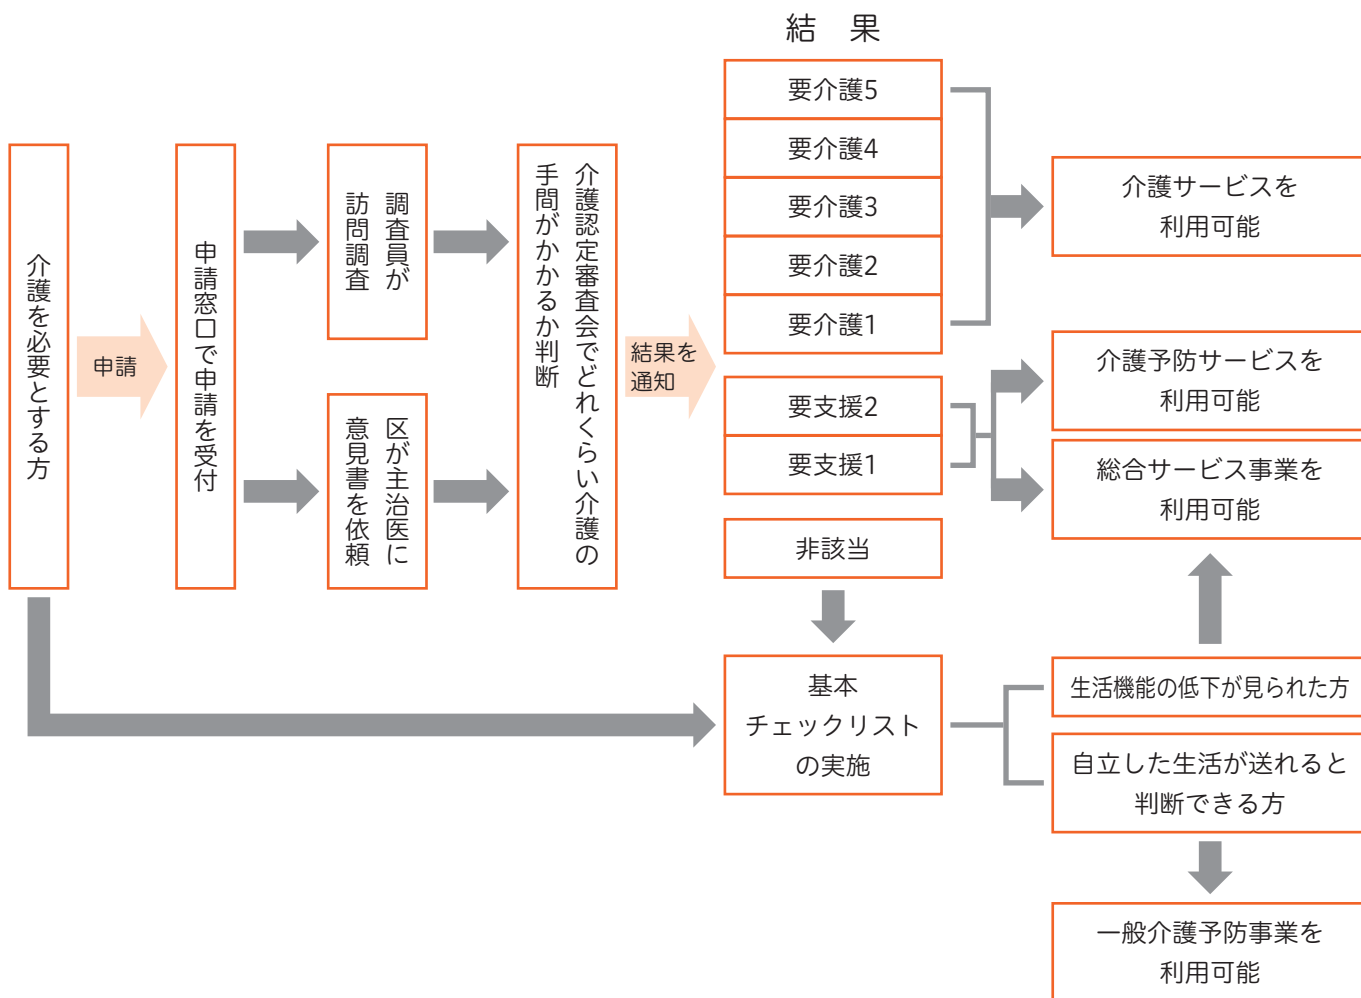 結　果
介護を必要とする方
申請
申請窓口で申請を受付
調査員が
訪問調査
区が主治医に
意見書を依頼
介護認定審査会でどれくらい介護の
手間がかかるか判断
結果を
通知
要介護5
要介護4
要介護3
要介護2
要介護1
要支援2
要支援1
非該当
基本
チェックリスト
の実施
介護サービスを
利用可能
介護予防サービスを
利用可能
総合サービス事業を
利用可能
生活機能の低下が見られた方
自立した生活が送れると
判断できる方
一般介護予防事業を
利用可能